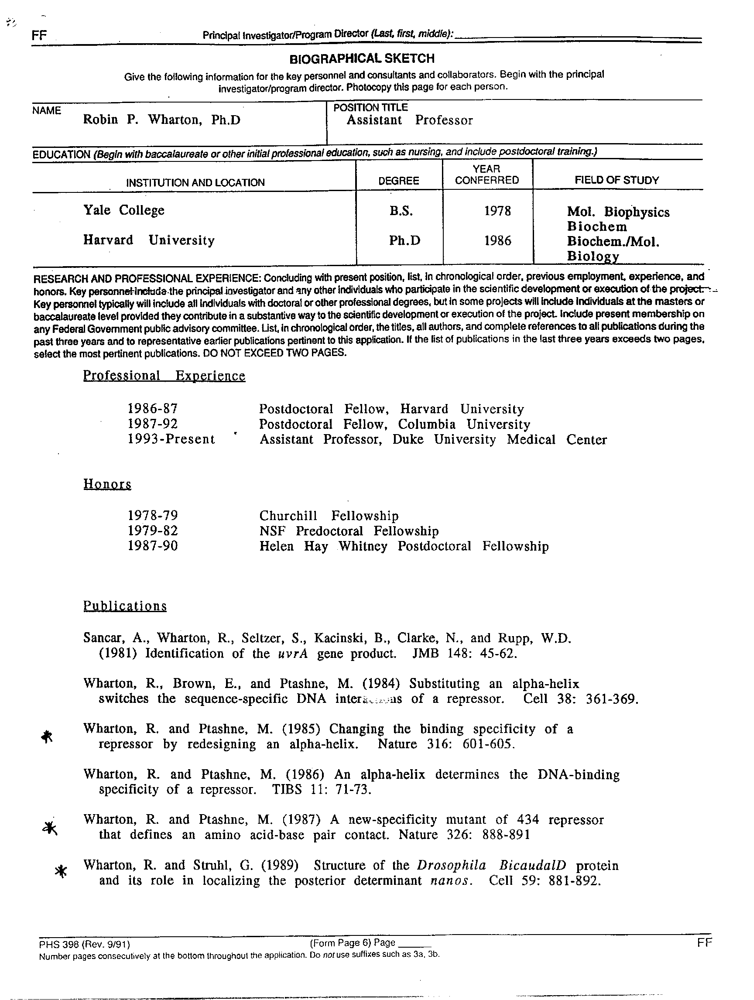 FF Principal Investigator/Program Director (Last, first, middle):
BIOGRAPHICAL SKETCH
Give the following information for the key personnel and consultants and collaborators. Begin with the principal
investigator/program director. Photocopy this page for each person.
NAME
Robin P. Wharton, Ph.D
POSITION TITLE
Assistant Professor
EDUCATION (Begin with baccalaureate or other initial professional education, such as nursing, and include postdoctoral training.)
INSTITUTION AND LOCATION DEGREE YEAR CONFERRED FIELD OF STUDY
Yale College B.S. 1978 Mol. Biophysics
Biochem
Harvard University Ph.D 1986 Biochem./Mol.
Biology
RESEARCH AND PROFESSIONAL EXPERIENCE: Concluding with present position, list, in chronological order, previous employment, experience, and
honors. Key personnel include the principal investigator and any other individuals who participate in the scientific development or execution of the project.
Key personnel typically will include all individuals with doctoral or other professional degrees, but in some projects will include individuals at the masters or
baccalaureate level provided they contribute in a substantive way to the scientific development or execution of the project. Include present membership on
any Federal Government public advisory committee. List, in chronological order, the titles, all authors, and complete references to all publications during the
past three years and to representative earlier publications pertinent to this application. If the list of publications in the last three years exceeds two pages,
select the most pertinent publications. DO NOT EXCEED TWO PAGES.
Professional Experience
1986-87 Postdoctoral Fellow, Harvard University
1987-92 Postdoctoral Fellow, Columbia University
1993-Present Assistant Professor, Duke University Medical Center
Honors
1978-79 Churchill Fellowship
1979-82 NSF Predoctoral Fellowship
1987-90 Helen Hay Whitney Postdoctoral Fellowship
Publications
Sancar, A., Wharton, R., Seltzer, S., Kacinski, B., Clarke, N., and Rupp, W.D.
(1981) Identification of the uvrA gene product. JMB 148: 45-62.
Wharton, R., Brown, E., and Ptashne, M. (1984) Substituting an alpha-helix
switches the sequence-specific DNA of a repressor. Cell 38: 361-369.
Wharton, R. and Ptashne, M. (1985) Changing the binding specificity of a
repressor by redesigning an alpha-helix. Nature 316: 601-605.
Wharton, R. and Ptashne, M. (1986) An alpha-helix determines the DNA-binding
specificity of a repressor. TIBS 11: 71-73.
Wharton, R. and Ptashne, M. (1987) A new-specificity mutant of 434 repressor
that defines an amino acid-base pair contact. Nature 326: 888-891
Wharton, R. and Struhl, G. (1989) Structure of the Drosophila BicaudalD protein
and its role in localizing the posterior determinant nanos. Cell 59: 881-892.
PHS 398 (Rev. 9/91) (Form Page 6) Page FF
Number pages consecutively at the bottom throughout the application. Do not use suffixes such as 3a, 3b.